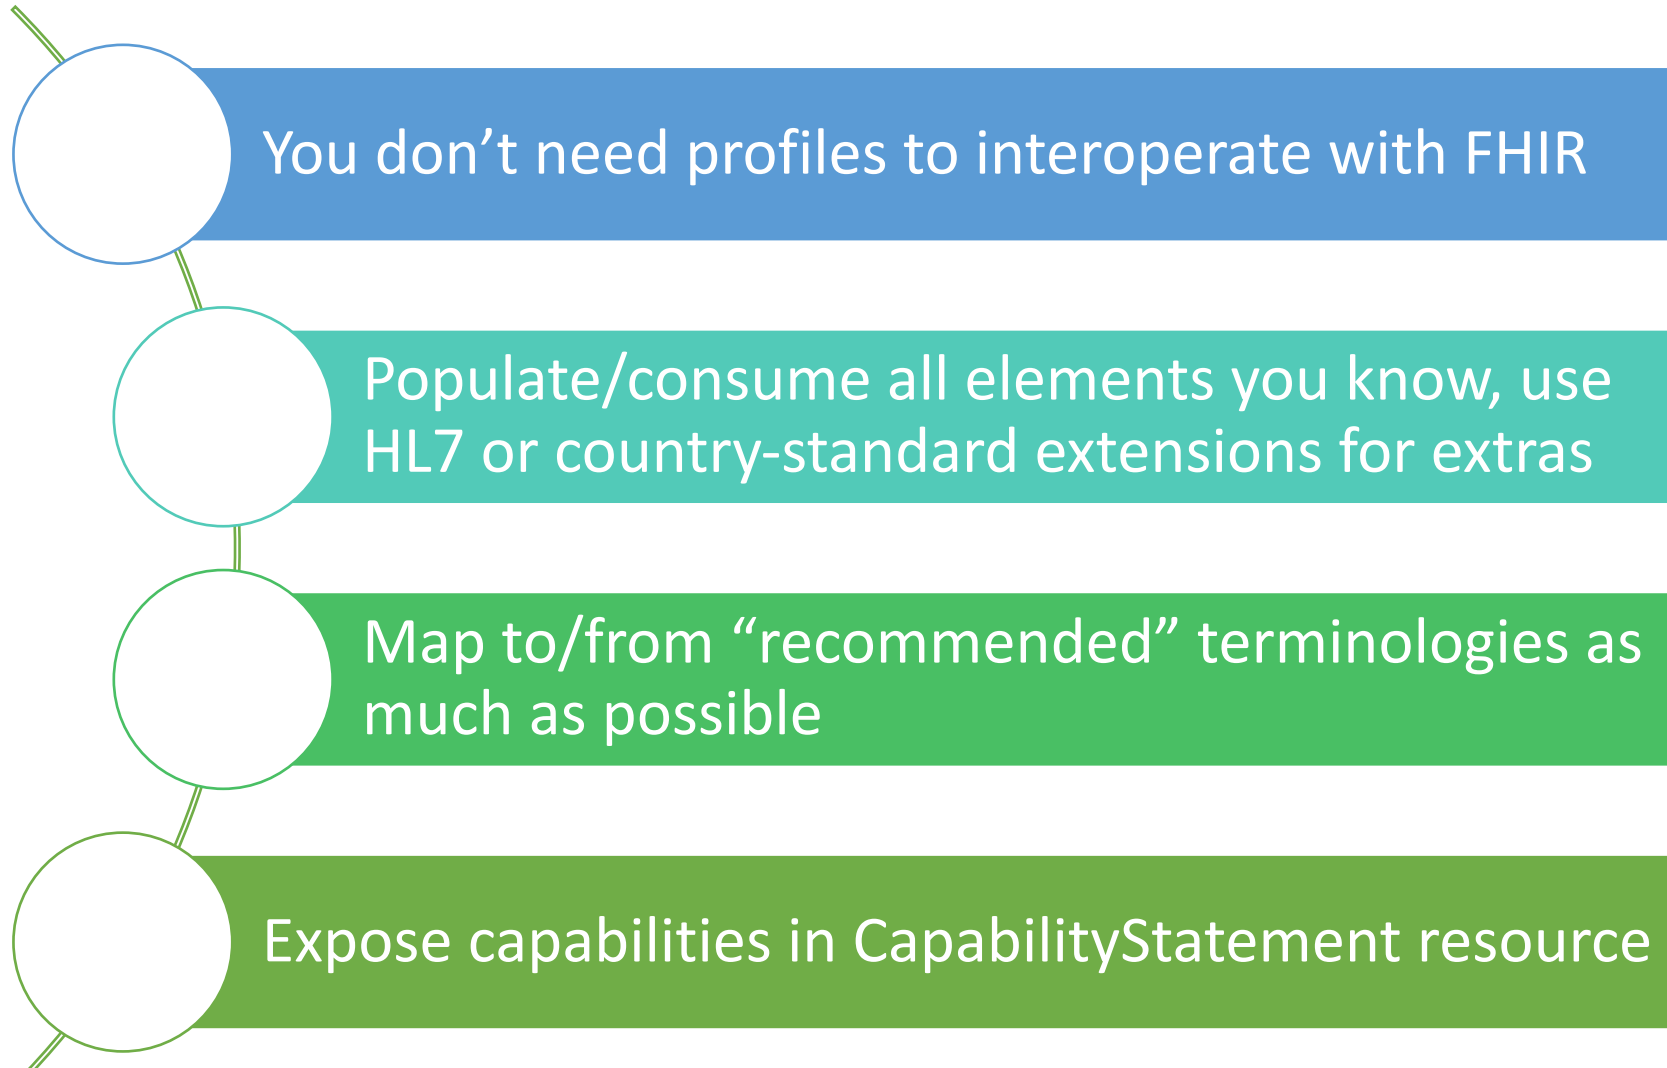 You don’t need profiles to interoperate with FHIR
Populate/consume all elements you know, use
HL7 or country-standard extensions for extras
Map to/from “recommended” terminologies as
much as possible
Expose capabilities in CapabilityStatement resource